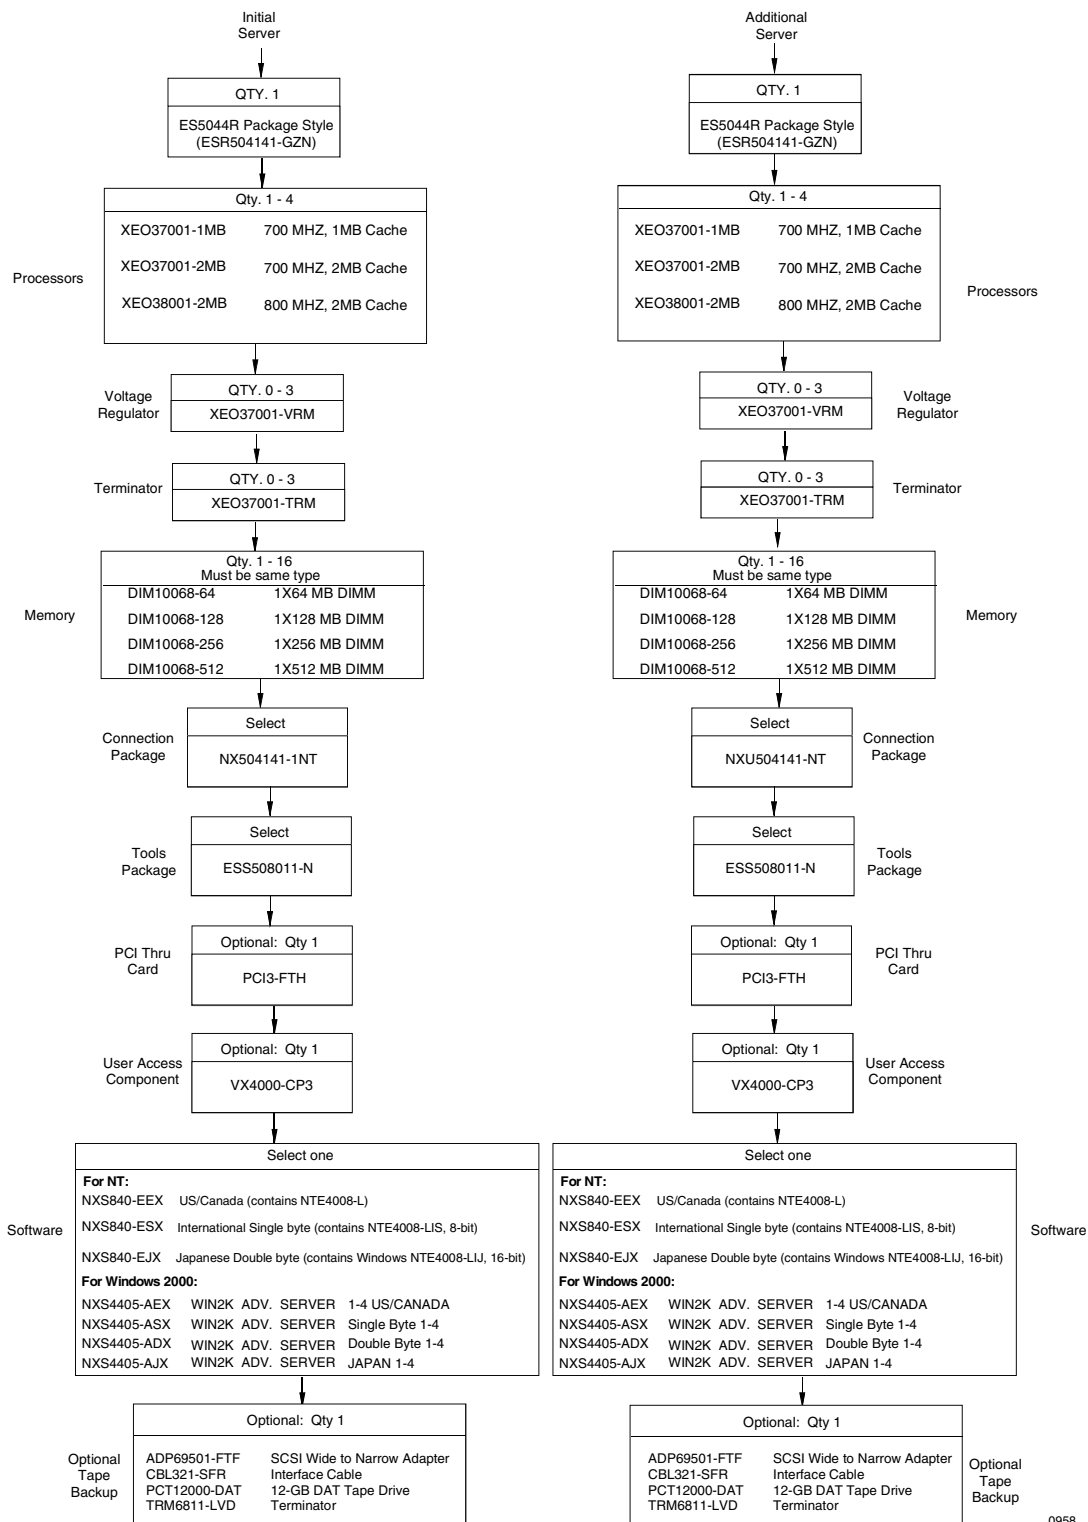 Initial
Server
QTY. 1
ES5044R Package Style
(ESR504141-GZN)
Processors
Qty. 1 - 4
XEO37001-1MB 700 MHZ, 1MB Cache
XEO37001-2MB 700 MHZ, 2MB Cache
XEO38001-2MB 800 MHZ, 2MB Cache
Voltage
Regulator
QTY. 0 - 3
XEO37001-VRM
Terminator
QTY. 0 - 3
XEO37001-TRM
Memory
Qty. 1 - 16
Must be same type
DIM10068-64 1X64 MB DIMM
DIM10068-128 1X128 MB DIMM
DIM10068-256 1X256 MB DIMM
DIM10068-512 1X512 MB DIMM
Connection
Package
Select
NX504141-1NT
Tools
Package
Select
ESS508011-N
PCI Thru
Card
Optional: Qty 1
PCI3-FTH
User Access
Component
Optional: Qty 1
VX4000-CP3
Software
Select one
For NT:
NXS840-EEX US/Canada (contains NTE4008-L)
NXS840-ESX International Single byte (contains NTE4008-LIS, 8-bit)
NXS840-EJX Japanese Double byte (contains Windows NTE4008-LIJ, 16-bit)
For Windows 2000:
NXS4405-AEX WIN2K ADV. SERVER 1-4 US/CANADA
NXS4405-ASX WIN2K ADV. SERVER Single Byte 1-4
NXS4405-ADX WIN2K ADV. SERVER Double Byte 1-4
NXS4405-AJX WIN2K ADV. SERVER JAPAN 1-4
Optional
Tape
Backup
Optional: Qty 1
ADP69501-FTF SCSI Wide to Narrow Adapter
CBL321-SFR Interface Cable
PCT12000-DAT 12-GB DAT Tape Drive
TRM6811-LVD Terminator
Additional
Server
QTY. 1
ES5044R Package Style
(ESR504141-GZN)
Qty. 1 - 4
XEO37001-1MB 700 MHZ, 1MB Cache
XEO37001-2MB 700 MHZ, 2MB Cache
XEO38001-2MB 800 MHZ, 2MB Cache
Processors
QTY. 0 - 3
XEO37001-VRM
Voltage
Regulator
QTY. 0 - 3
XEO37001-TRM
Terminator
Qty. 1 - 16
Must be same type
DIM10068-64 1X64 MB DIMM
DIM10068-128 1X128 MB DIMM
DIM10068-256 1X256 MB DIMM
DIM10068-512 1X512 MB DIMM
Memory
Select
NXU504141-NT
Connection
Package
Select
ESS508011-N
Tools
Package
Optional: Qty 1
PCI3-FTH
PCI Thru
Card
Optional: Qty 1
VX4000-CP3
User Access
Component
Select one
For NT:
NXS840-EEX US/Canada (contains NTE4008-L)
NXS840-ESX International Single byte (contains NTE4008-LIS, 8-bit)
NXS840-EJX Japanese Double byte (contains Windows NTE4008-LIJ, 16-bit)
For Windows 2000:
NXS4405-AEX WIN2K ADV. SERVER 1-4 US/CANADA
NXS4405-ASX WIN2K ADV. SERVER Single Byte 1-4
NXS4405-ADX WIN2K ADV. SERVER Double Byte 1-4
NXS4405-AJX WIN2K ADV. SERVER JAPAN 1-4
Software
Optional: Qty 1
ADP69501-FTF SCSI Wide to Narrow Adapter
CBL321-SFR Interface Cable
PCT12000-DAT 12-GB DAT Tape Drive
TRM6811-LVD Terminator
Optional
Tape
Backup
0958